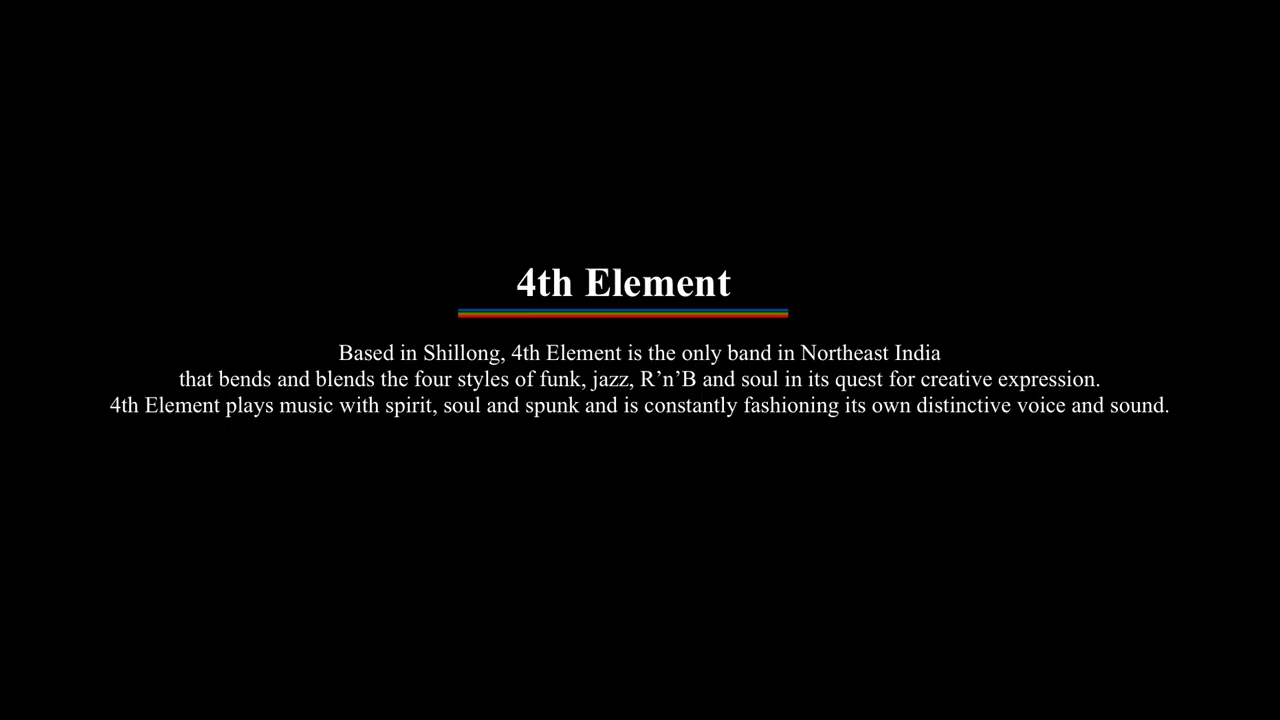 4th Element
Based in Shillong, 4th Element is the only band in Northeast India
that bends and blends the four styles of funk, jazz, R’n’B and soul in its quest for creative expression.
4th Element plays music with spirit, soul and spunk and is constantly fashioning its own distinctive voice and sound.